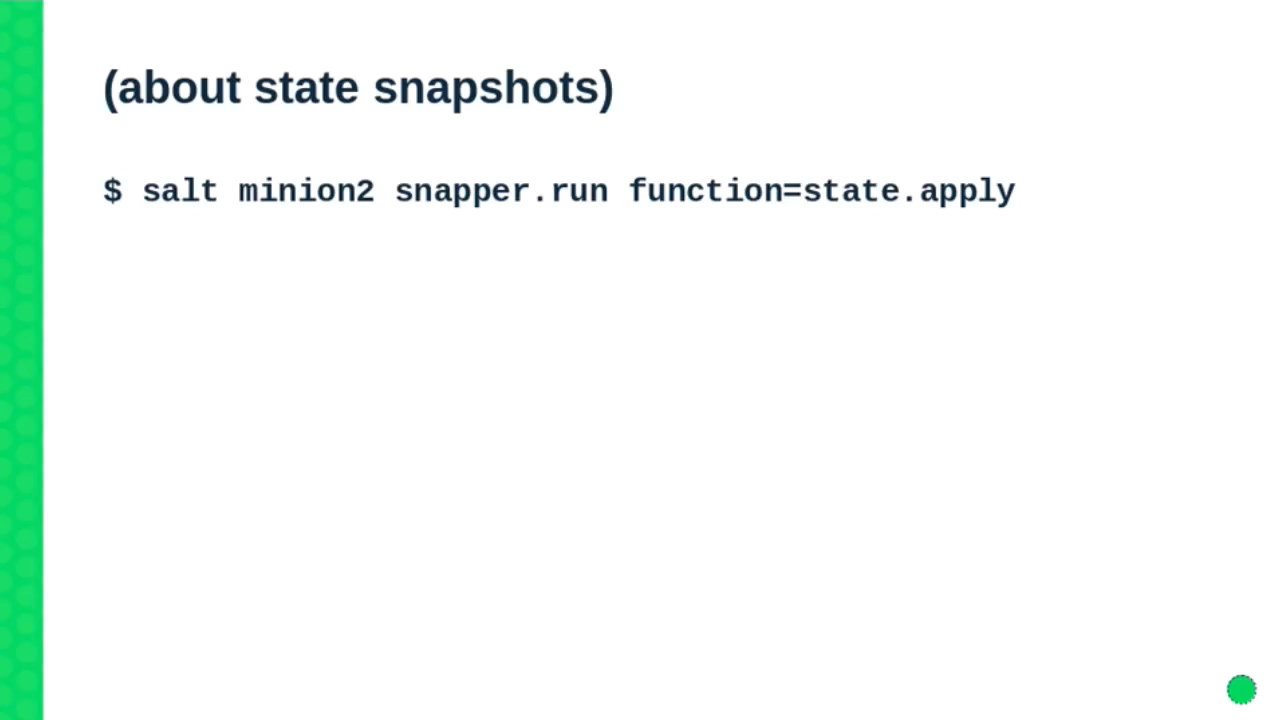 (about state snapshots)
$ salt minion2 snapper.run function=state.apply